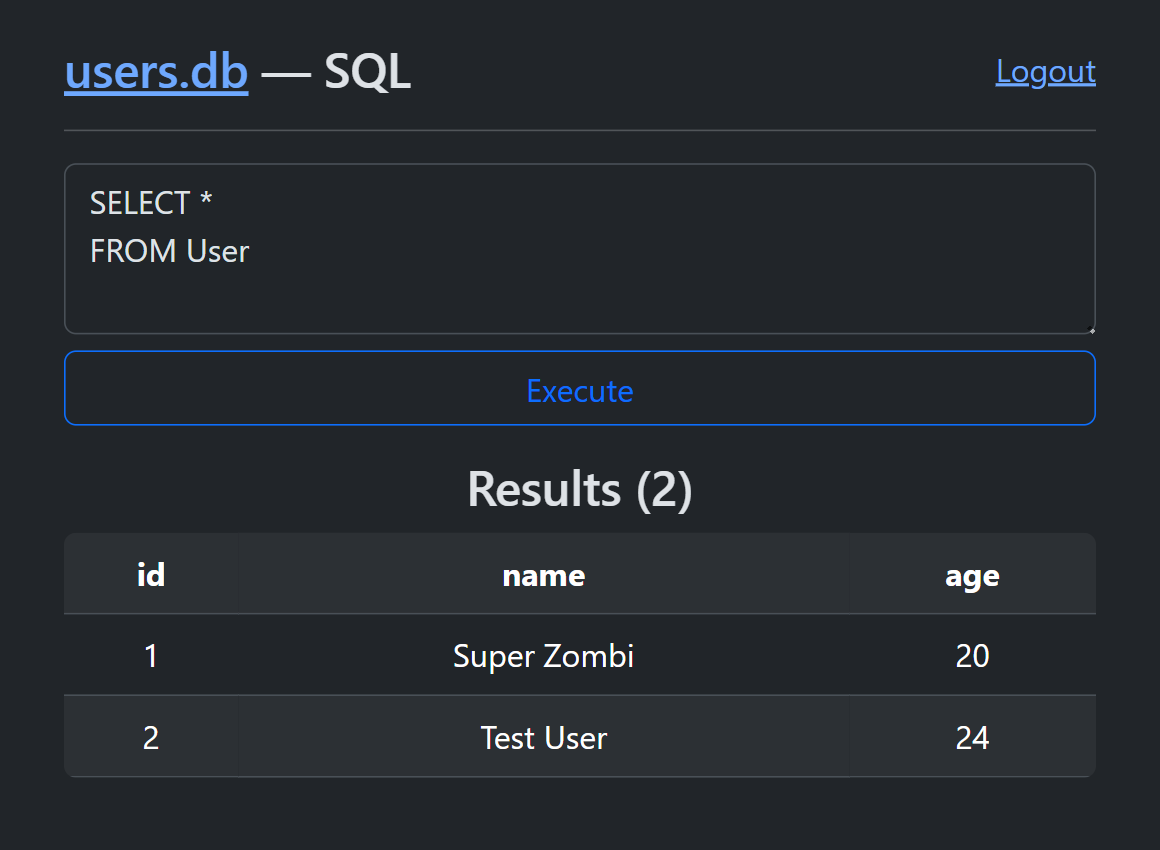 users.db — SQL
Logout
SELECT *
FROM User
Execute
Results (2)
id name age
1 Super Zombi 20
2 Test User 24